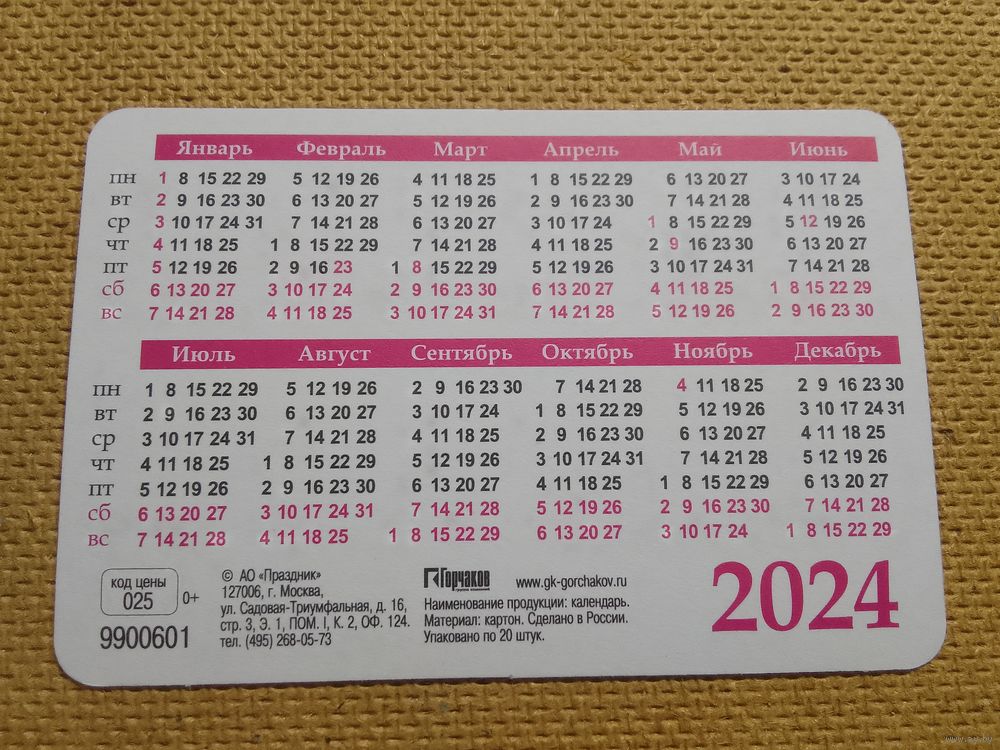 Январь Февраль Март Апрель Май Июнь
пн 1 8 15 22 29 5 12 19 26 4 11 18 25 1 8 15 22 29 6 13 20 27 3 10 17 24
вт 2 9 16 23 30 6 13 20 27 5 12 19 26 2 9 16 23 30 7 14 21 28 4 11 18 25
ср 3 10 17 24 31 7 14 21 28 6 13 20 27 3 10 17 24 1 8 15 22 29 5 12 19 26
чт 4 11 18 25 1 8 15 22 29 7 14 21 28 4 11 18 25 2 9 16 23 30 6 13 20 27
пт 5 12 19 26 2 9 16 23 1 8 15 22 29 5 12 19 26 3 10 17 24 31 7 14 21 28
сб 6 13 20 27 3 10 17 24 2 9 16 23 30 6 13 20 27 4 11 18 25 1 8 15 22 29
вс 7 14 21 28 4 11 18 25 3 10 17 24 31 7 14 21 28 5 12 19 26 2 9 16 23 30
Июль Август Сентябрь Октябрь Ноябрь Декабрь
пн 1 8 15 22 29 5 12 19 26 2 9 16 23 30 7 14 21 28 4 11 18 25 2 9 16 23 30
вт 2 9 16 23 30 6 13 20 27 3 10 17 24 1 8 15 22 29 5 12 19 26 3 10 17 24 31
ср 3 10 17 24 31 7 14 21 28 4 11 18 25 2 9 16 23 30 6 13 20 27 4 11 18 25
чт 4 11 18 25 1 8 15 22 29 5 12 19 26 3 10 17 24 31 7 14 21 28 5 12 19 26
пт 5 12 19 26 2 9 16 23 30 6 13 20 27 4 11 18 25 1 8 15 22 29 6 13 20 27
сб 6 13 20 27 3 10 17 24 31 7 14 21 28 5 12 19 26 2 9 16 23 30 7 14 21 28
вс 7 14 21 28 4 11 18 25 1 8 15 22 29 6 13 20 27 3 10 17 24 1 8 15 22 29
код цены
025
0+
9900601
© АО «Праздник»
127006, г. Москва,
ул. Садовая-Триумфальная, д. 16,
стр. 3, Э. 1, ПОМ. I, К. 2, ОФ. 124.
тел. (495) 268-05-73
Горчаков www.gk-gorchakov.ru
Наименование продукции: календарь.
Материал: картон. Сделано в России.
Упаковано по 20 штук.
2024